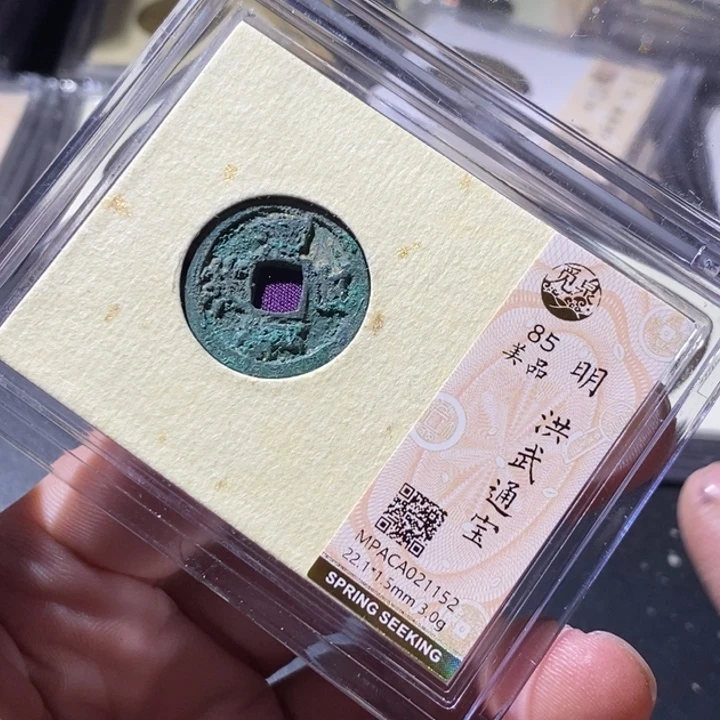 觅泉
85
美品
明 洪武通宝
MPACA021152
22.1*1.5mm 3.0g
SPRING SEEKING